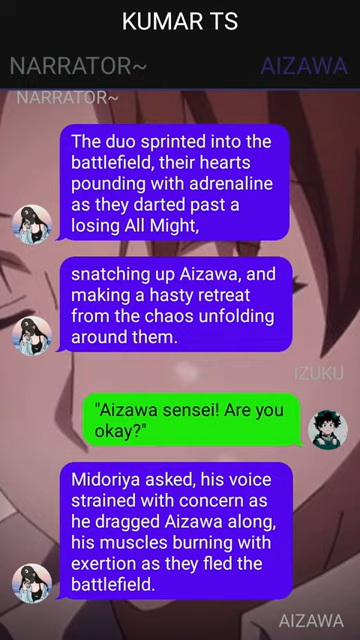 KUMAR TS
NARRATOR~
AIZAWA
NARRATOR~
The duo sprinted into the
battlefield, their hearts
pounding with adrenaline
as they darted past a
losing All Might,
snatching up Aizawa, and
making a hasty retreat
from the chaos unfolding
around them.
IZUKU
"Aizawa sensei! Are you
okay?"
Midoriya asked, his voice
strained with concern as
he dragged Aizawa along,
his muscles burning with
exertion as they fled the
battlefield.
AIZAWA